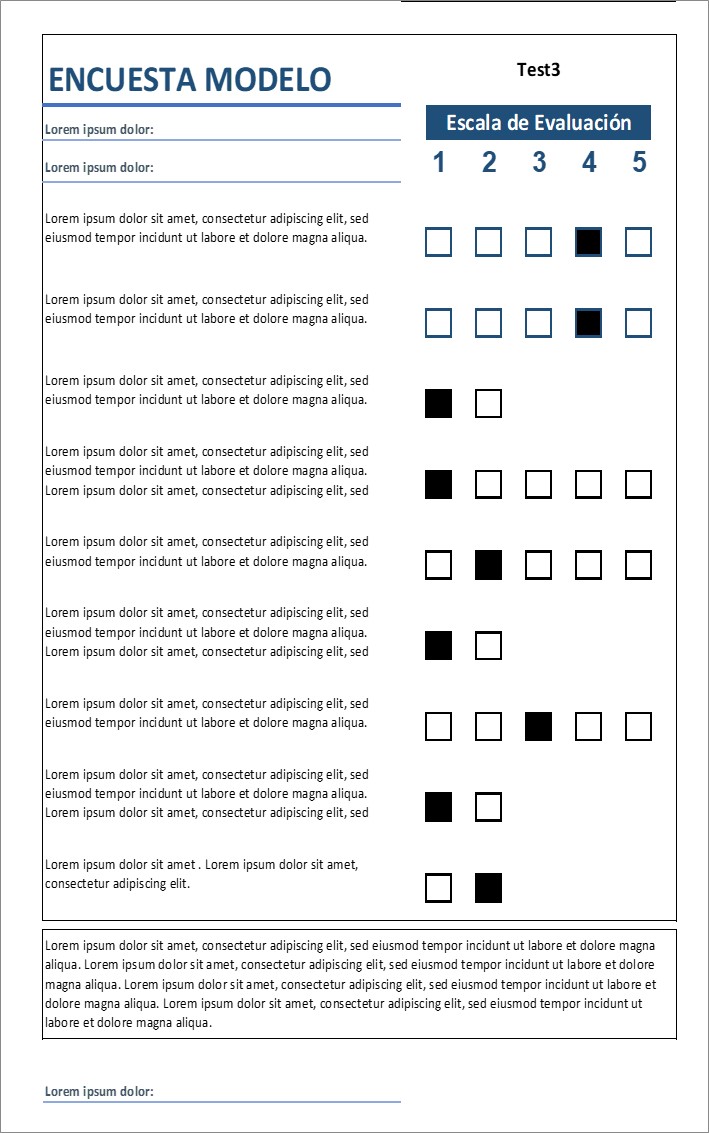 ENCUESTA MODELO
Test3
Lorem ipsum dolor:
Escala de Evaluación
Lorem ipsum dolor:
1 2 3 4 5
Lorem ipsum dolor sit amet, consectetur adipiscing elit, sed
eiusmod tempor incidunt ut labore et dolore magna aliqua.
Lorem ipsum dolor sit amet, consectetur adipiscing elit, sed
eiusmod tempor incidunt ut labore et dolore magna aliqua.
Lorem ipsum dolor sit amet, consectetur adipiscing elit, sed
eiusmod tempor incidunt ut labore et dolore magna aliqua.
Lorem ipsum dolor sit amet, consectetur adipiscing elit, sed
eiusmod tempor incidunt ut labore et dolore magna aliqua.
Lorem ipsum dolor sit amet, consectetur adipiscing elit, sed
Lorem ipsum dolor sit amet, consectetur adipiscing elit, sed
eiusmod tempor incidunt ut labore et dolore magna aliqua.
Lorem ipsum dolor sit amet, consectetur adipiscing elit, sed
eiusmod tempor incidunt ut labore et dolore magna aliqua.
Lorem ipsum dolor sit amet, consectetur adipiscing elit, sed
Lorem ipsum dolor sit amet, consectetur adipiscing elit, sed
eiusmod tempor incidunt ut labore et dolore magna aliqua.
Lorem ipsum dolor sit amet, consectetur adipiscing elit, sed
eiusmod tempor incidunt ut labore et dolore magna aliqua.
Lorem ipsum dolor sit amet, consectetur adipiscing elit, sed
Lorem ipsum dolor sit amet . Lorem ipsum dolor sit amet,
consectetur adipiscing elit.
Lorem ipsum dolor sit amet, consectetur adipiscing elit, sed eiusmod tempor incidunt ut labore et dolore magna
aliqua. Lorem ipsum dolor sit amet, consectetur adipiscing elit, sed eiusmod tempor incidunt ut labore et dolore
magna aliqua. Lorem ipsum dolor sit amet, consectetur adipiscing elit, sed eiusmod tempor incidunt ut labore et
dolore magna aliqua. Lorem ipsum dolor sit amet, consectetur adipiscing elit, sed eiusmod tempor incidunt ut
labore et dolore magna aliqua.
Lorem ipsum dolor: